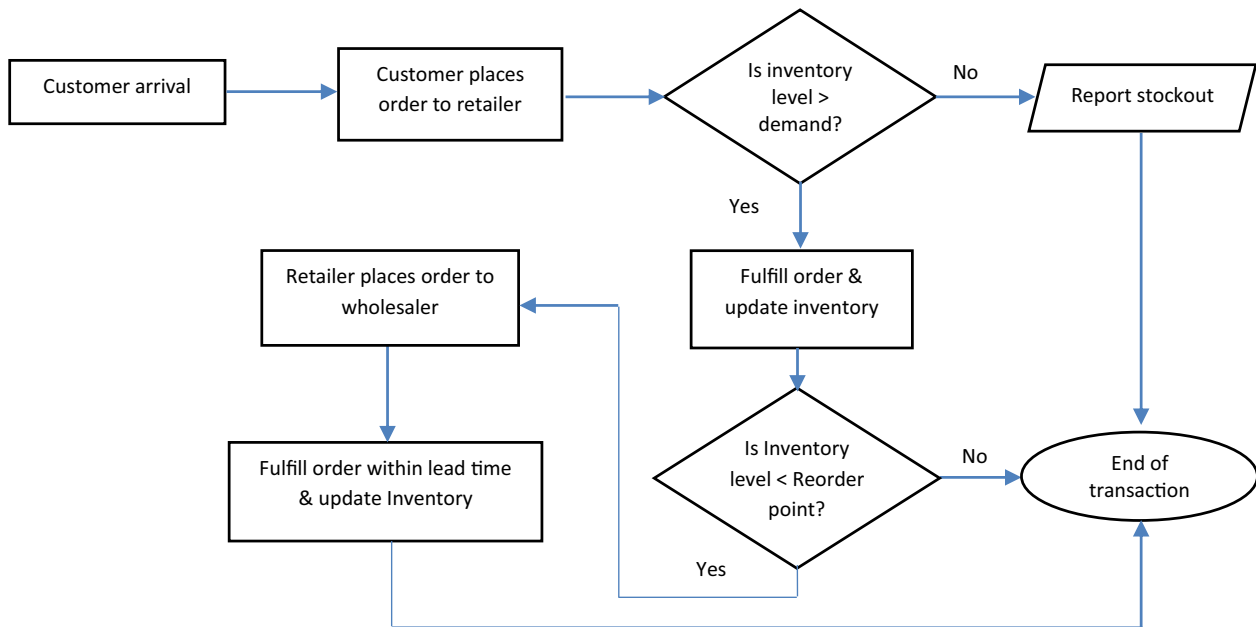 Customer arrival
Customer places
order to retailer
Is inventory
level >
demand?
No
Report stockout
Yes
Retailer places order to
wholesaler
Fulfill order &
update inventory
Fulfill order within lead time
& update Inventory
Is Inventory
level < Reorder
point?
No
End of
transaction
Yes